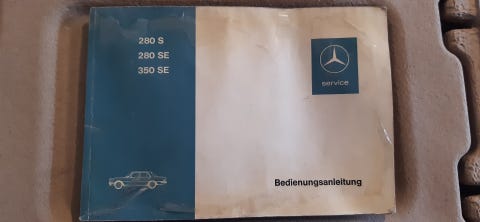 280 S
280 SE
350 SE
service
Bedienungsanleitung